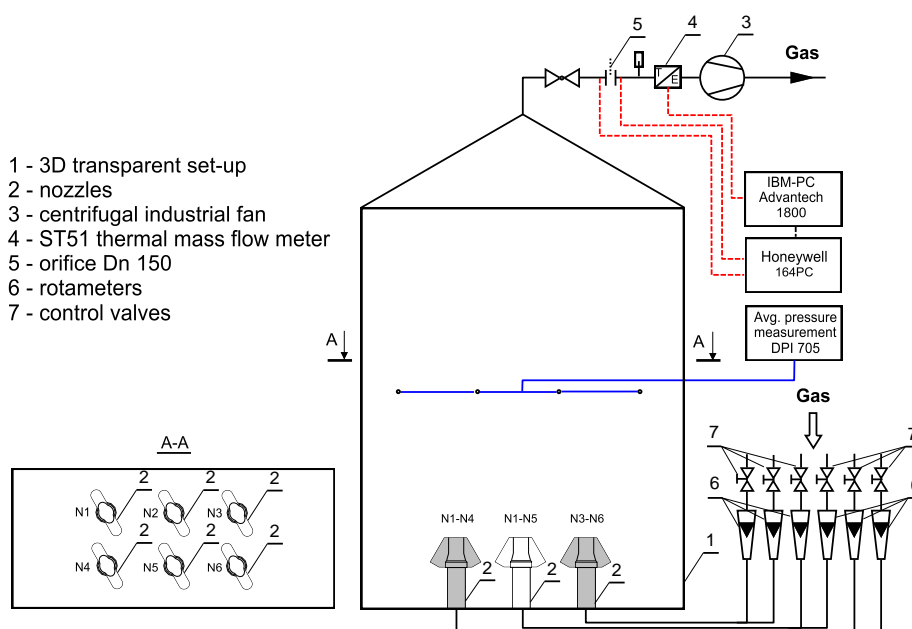 5
4
3
Gas
T
E
1 - 3D transparent set-up
2 - nozzles
3 - centrifugal industrial fan
4 - ST51 thermal mass flow meter
5 - orifice Dn 150
6 - rotameters
7 - control valves
IBM-PC
Advantech
1800
Honeywell
164PC
Avg. pressure
measurement
DPI 705
A
A
Gas
A-A
7
7
2
2
2
N1
N2
N3
6
6
N1-N4
N1-N5
N3-N6
2
2
2
N4
N5
N6
2
2
2
1